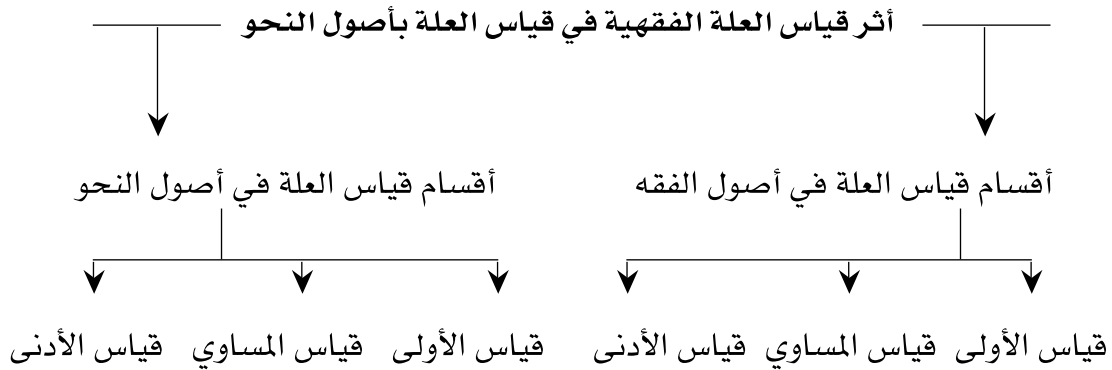 أثر قياس العلة الفقهية في قياس العلة بأصول النحو
أقسام قياس العلة في أصول الفقه
أقسام قياس العلة في أصول النحو
قياس الأولى
قياس المساوي
قياس الأدنى
قياس الأولى
قياس المساوي
قياس الأدنى